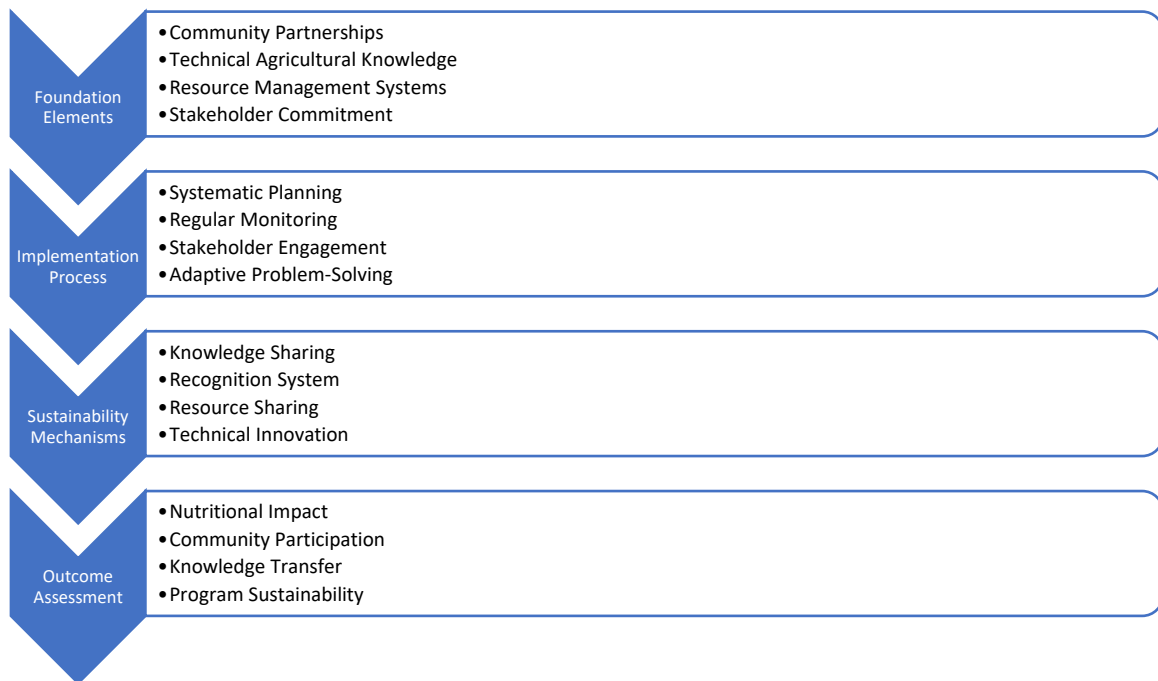 Foundation
Elements
•Community Partnerships
•Technical Agricultural Knowledge
•Resource Management Systems
•Stakeholder Commitment
Implementation
Process
•Systematic Planning
•Regular Monitoring
•Stakeholder Engagement
•Adaptive Problem-Solving
Sustainability
Mechanisms
•Knowledge Sharing
•Recognition System
•Resource Sharing
•Technical Innovation
Outcome
Assessment
•Nutritional Impact
•Community Participation
•Knowledge Transfer
•Program Sustainability